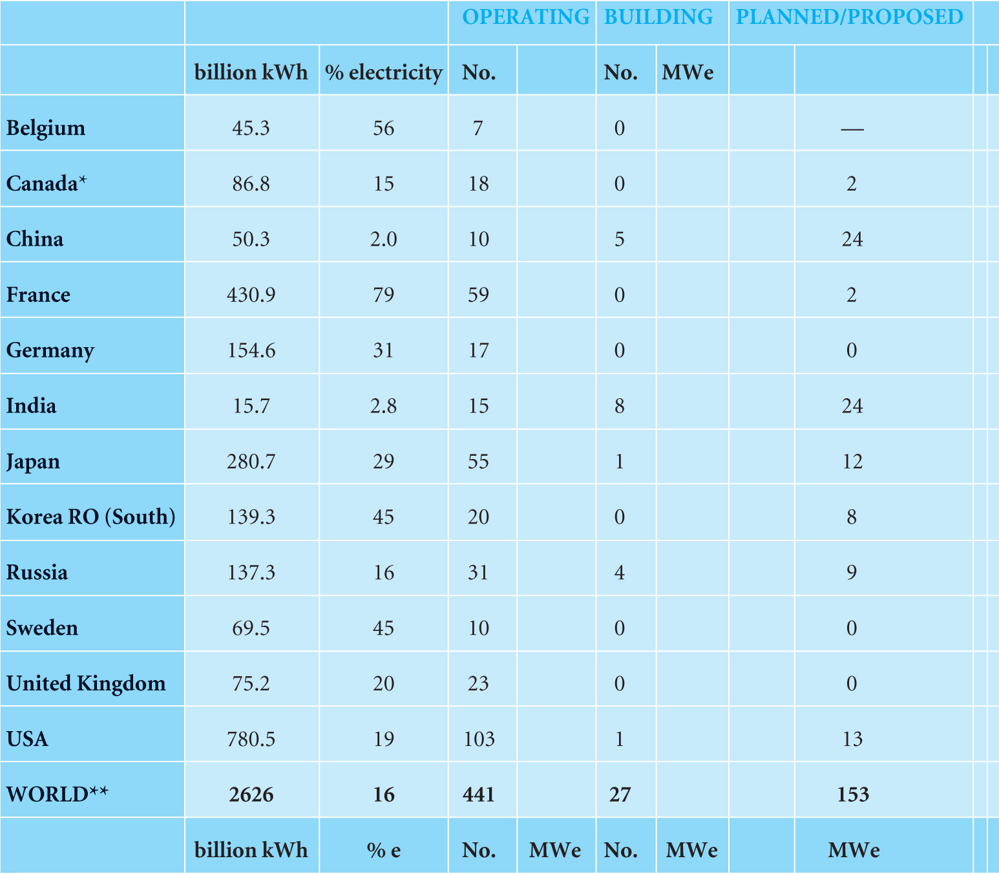 OPERATING BUILDING PLANNED/PROPOSED
billion kWh % electricity No. No. MWe
Belgium 45.3 56 7 0 —
Canada* 86.8 15 18 0 2
China 50.3 2.0 10 5 24
France 430.9 79 59 0 2
Germany 154.6 31 17 0 0
India 15.7 2.8 15 8 24
Japan 280.7 29 55 1 12
Korea RO (South) 139.3 45 20 0 8
Russia 137.3 16 31 4 9
Sweden 69.5 45 10 0 0
United Kingdom 75.2 20 23 0 0
USA 780.5 19 103 1 13
WORLD** 2626 16 441 27 153
billion kWh % e No. MWe No. MWe MWe